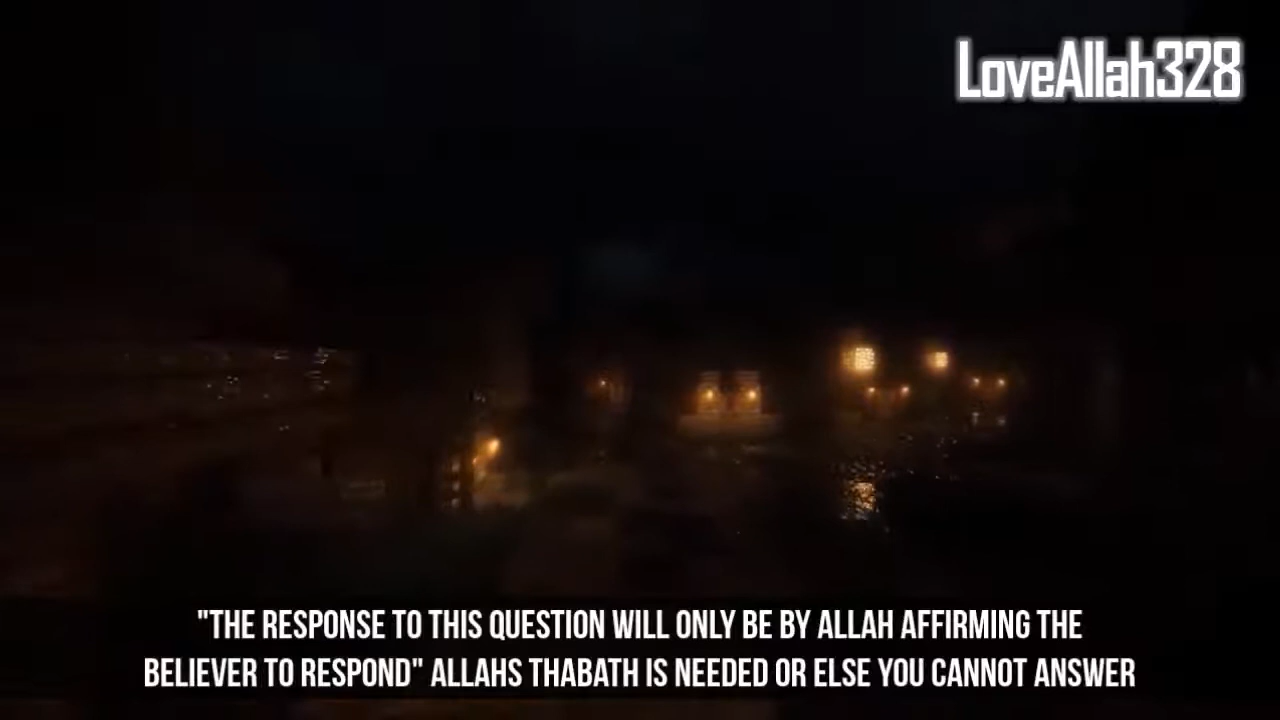 LoveAllah328
"THE RESPONSE TO THIS QUESTION WILL ONLY BE BY ALLAH AFFIRMING THE
BELIEVER TO RESPOND" ALLAHS THABATH IS NEEDED OR ELSE YOU CANNOT ANSWER